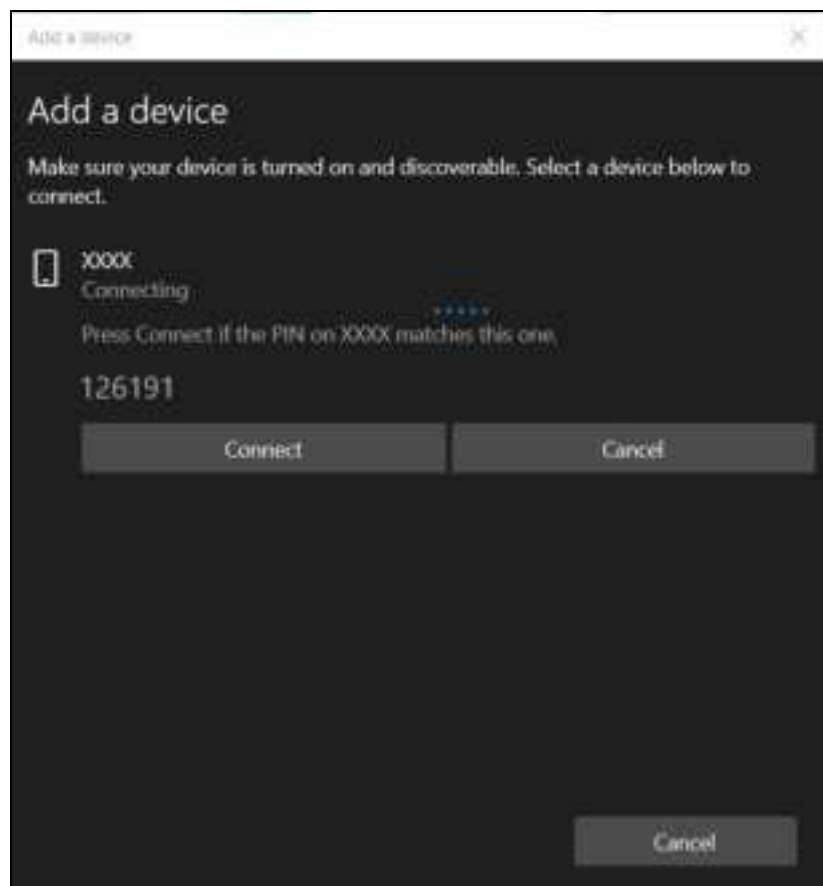 Add a device
Add a device
Make sure your device is turned on and discoverable. Select a device below to
connect.
XXXX
Connecting
Press Connect if the PIN on XXXX matches this one.
126191
Connect Cancel
Cancel